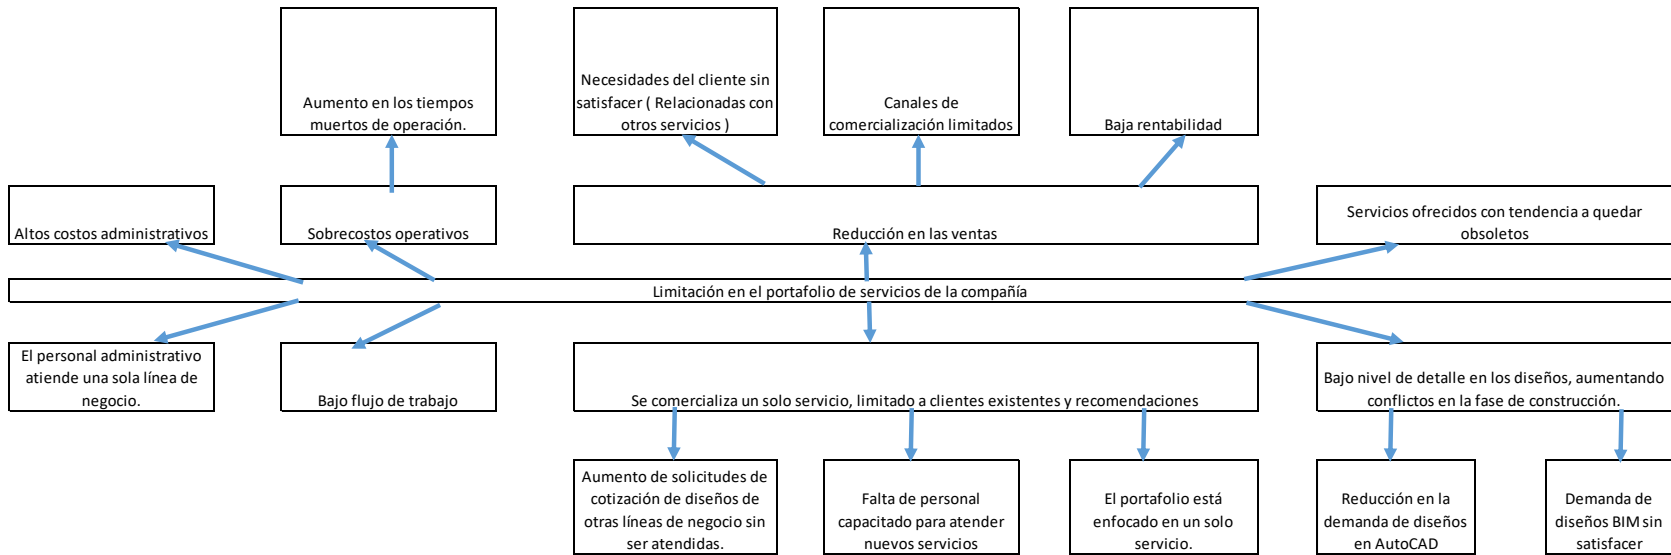 Aumento en los tiempos
muertos de operación.
Necesidades del cliente sin
satisfacer ( Relacionadas con
otros servicios )
Canales de
comercialización limitados
Baja rentabilidad
Altos costos administrativos
Sobrecostos operativos
Reducción en las ventas
Servicios ofrecidos con tendencia a quedar
obsoletos
Limitación en el portafolio de servicios de la compañía
El personal administrativo
atiende una sola línea de
negocio.
Bajo flujo de trabajo
Se comercializa un solo servicio, limitado a clientes existentes y recomendaciones
Bajo nivel de detalle en los diseños, aumentando
conflictos en la fase de construcción.
Aumento de solicitudes de
cotización de diseños de
otras líneas de negocio sin
ser atendidas.
Falta de personal
capacitado para atender
nuevos servicios
El portafolio está
enfocado en un solo
servicio.
Reducción en la
demanda de diseños
en AutoCAD
Demanda de
diseños BIM sin
satisfacer